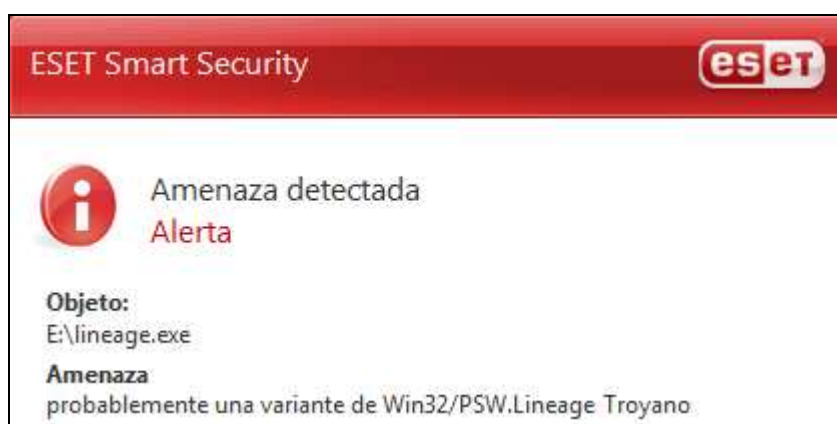 ESET Smart Security
eseT
Amenaza detectada
Alerta
Objeto:
E:\lineage.exe
Amenaza
probablemente una variante de Win32/PSW.Lineage Troyano